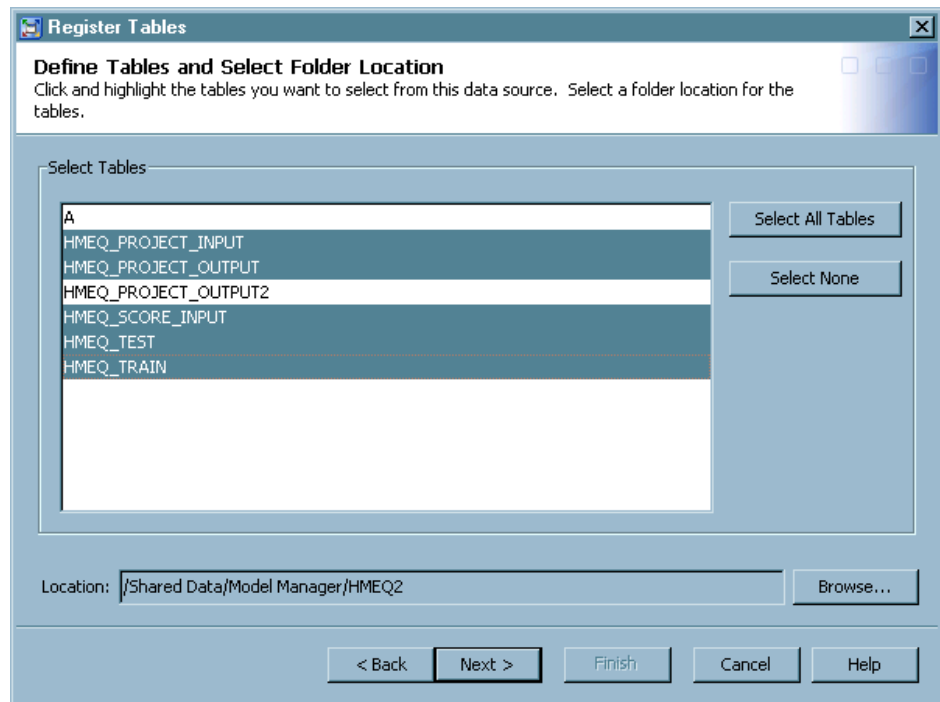 Register Tables
Define Tables and Select Folder Location
Click and highlight the tables you want to select from this data source. Select a folder location for the
tables.
Select Tables
A
HMEQ_PROJECT_INPUT
HMEQ_PROJECT_OUTPUT
HMEQ_PROJECT_OUTPUT2
HMEQ_SCORE_INPUT
HMEQ_TEST
HMEQ_TRAIN
Select All Tables
Select None
Location: /Shared Data/Model Manager/HMEQ2 Browse...
< Back Next > Finish Cancel Help